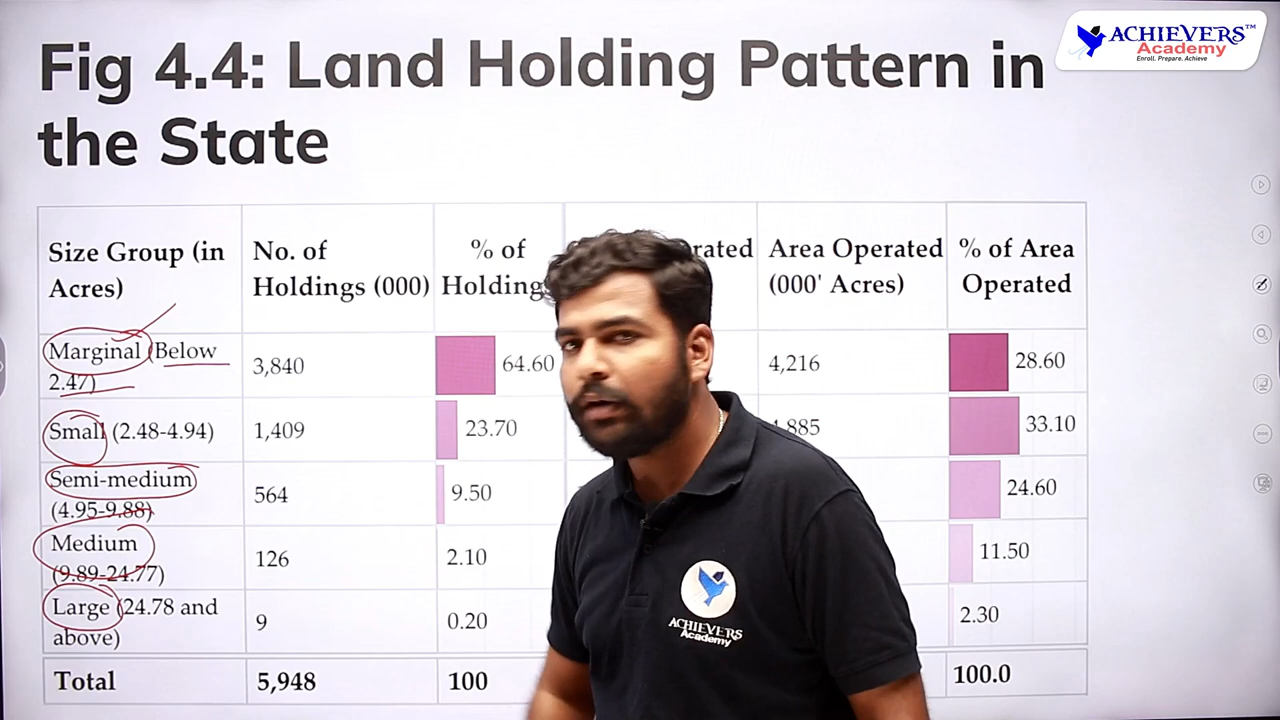 ACHIEVERS™
Academy
Enroll. Prepare. Achieve
Fig 4.4: Land Holding Pattern in
the State
Size Group (in
Acres)
No. of
Holdings (000)
% of
Area Operated
(000' Acres)
% of Area
Operated
Marginal (Below
2.47)
3,840
64.60
4,216
28.60
Small (2.48-4.94)
1,409
23.70
33.10
Semi-medium
(4.95-9.88)
564
9.50
24.60
Medium
(9.89-24.77)
126
2.10
11.50
Large (24.78 and
above)
9
0.20
2.30
Total
5,948
100
100.0
ACHIEVERS
Academy